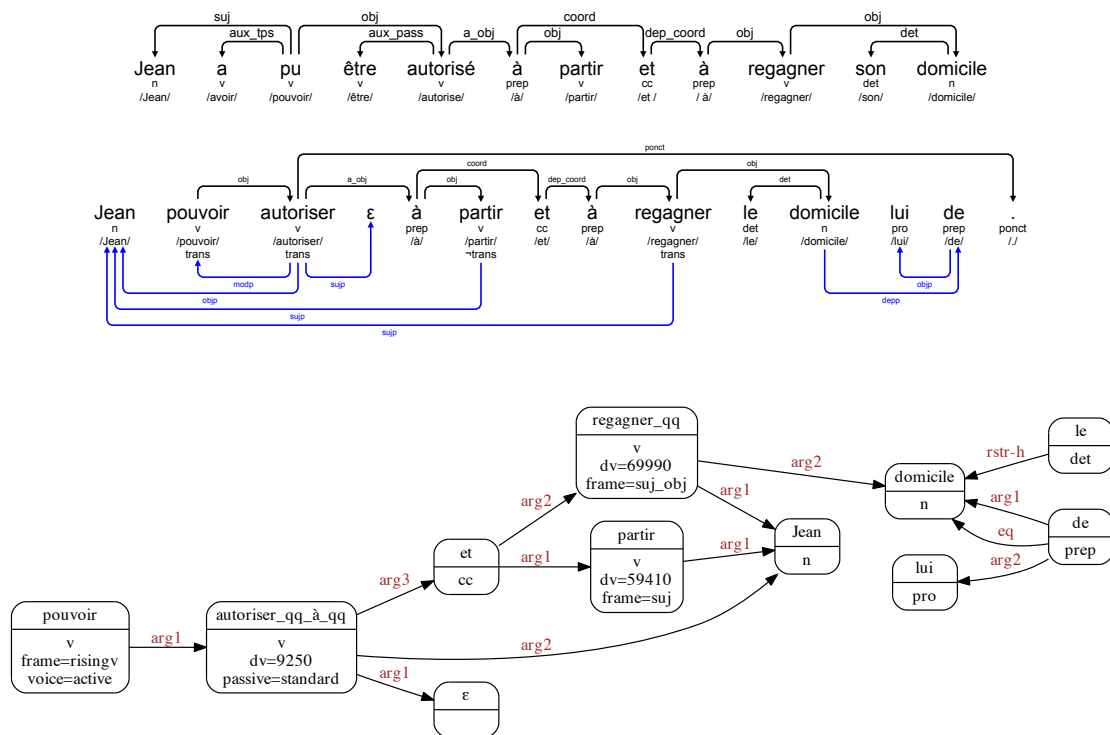 suj obj coord obj
aux_tps aux_pass a_obj obj dep_coord obj det
Jean a pu être autorisé à partir et à regagner son domicile
n v v v v prep v cc prep v det n
/Jean/ /avoir/ /pouvoir/ /être/ /autorise/ /à/ /partir/ /et / / à/ /regagner/ /son/ /domicile/
ponct
coord obj
obj a_obj obj dep_coord obj det
Jean pouvoir autoriser ε à partir et à regagner le domicile lui de .
n v v prep v cc prep v det n pro prep ponct
/Jean/ /pouvoir/ /autoriser/ /à/ /partir/ /et/ /à/ /regagner/ /le/ /domicile/ /lui/ /de/ /./
trans trans ¬trans trans
modp sujp objp
objp depp
sujp
sujp
regagner_qq
v
dv=69990
frame=suj_obj
le
det
rstr-h
arg2
domicile
n
arg1
arg1
eq
de
prep
arg2
lui
pro
arg2
et
cc
arg1
partir
v
dv=59410
frame=suj
arg1
Jean
n
arg3
pouvoir
v
frame=risingv
voice=active
arg1
autoriser_qq_à_qq
v
dv=9250
passive=standard
arg2
arg1
ε